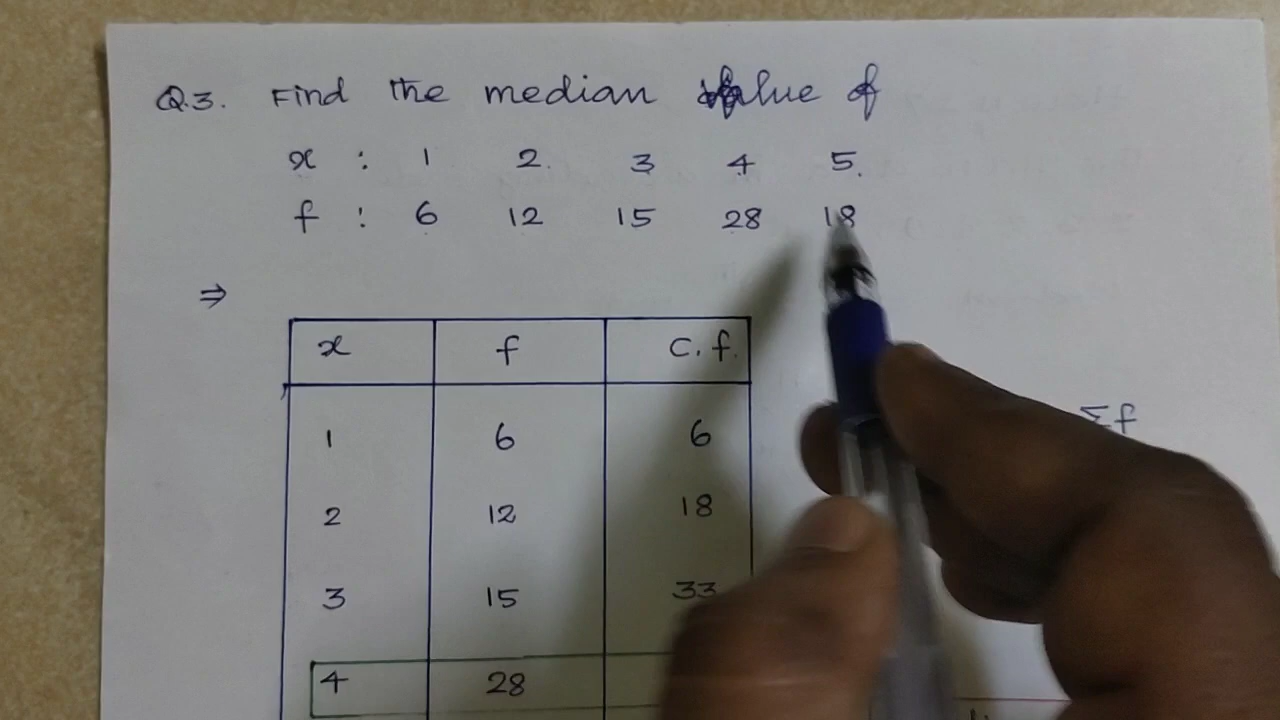 Q.3. Find the median value of
x : 1 2. 3 4 5.
f : 6 12 15 28 18
⇒
x f c.f.
1 6 6
Σf
2 12 18
3 15 33
4 28